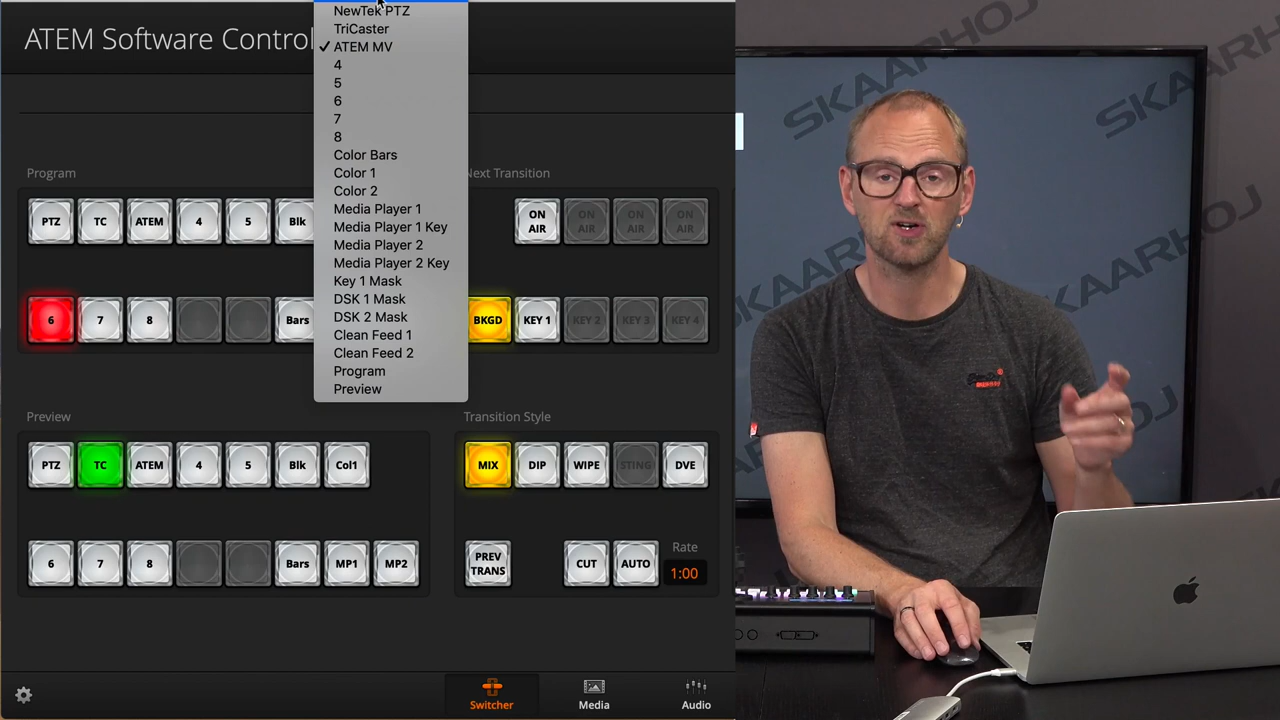 ATEM Software Control
NewTek PTZ
TriCaster
✓ ATEM MV
4
5
6
7
8
Color Bars
Color 1
Color 2
Media Player 1
Media Player 1 Key
Media Player 2
Media Player 2 Key
Key 1 Mask
DSK 1 Mask
DSK 2 Mask
Clean Feed 1
Clean Feed 2
Program
Preview
Program
PTZ TC ATEM 4 5 Blk
6 7 8 Bars
Next Transition
ON AIR ON AIR ON AIR ON AIR
BKGD KEY 1 KEY 2 KEY 3 KEY 4
Preview
PTZ TC ATEM 4 5 Blk Col1
6 7 8 Bars MP1 MP2
Transition Style
MIX DIP WIPE STING DVE
PREV TRANS CUT AUTO
Rate
1:00
Switcher Media Audio
SKAARHOJ
SKAARHOJ
SKAARHOJ